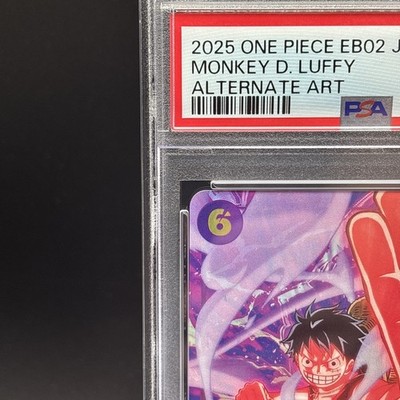 2025 ONE PIECE EB02 J
MONKEY D. LUFFY
ALTERNATE ART
PSA
6